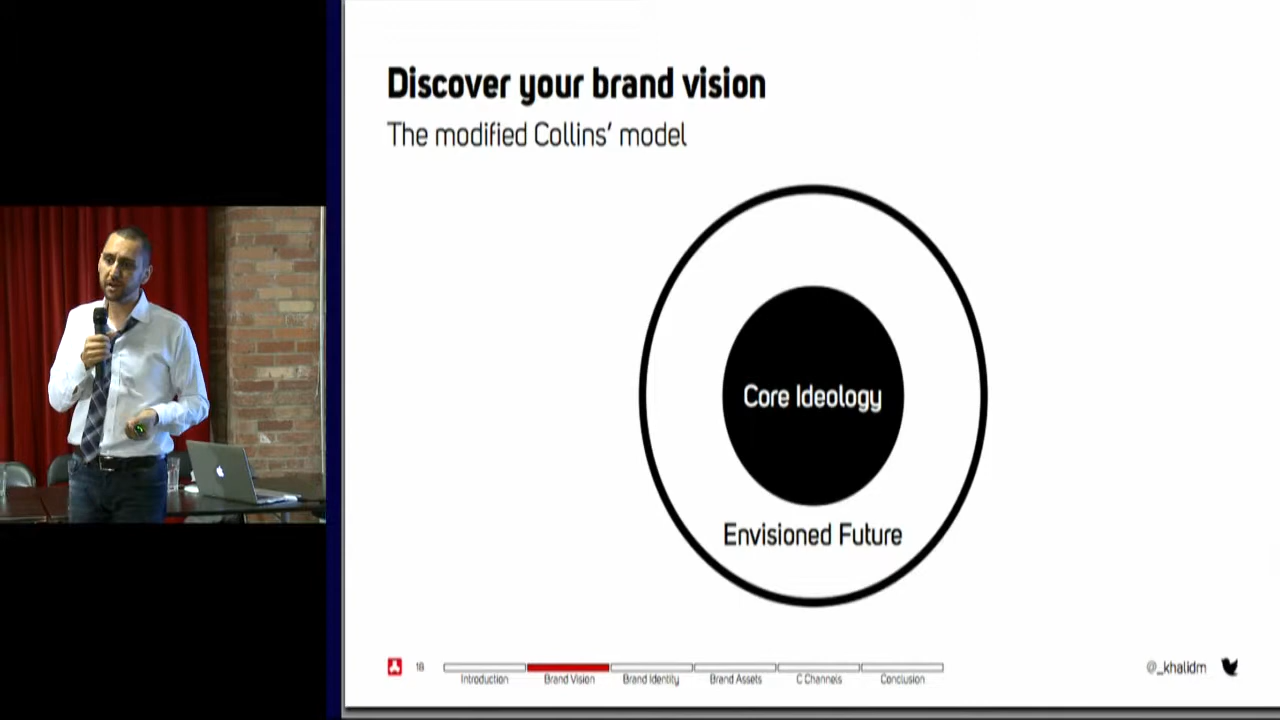 Discover your brand vision
The modified Collins' model
Core Ideology
Envisioned Future
18
Introduction
Brand Vision
Brand Identity
Brand Assets
C Channels
Conclusion
@_khalidm